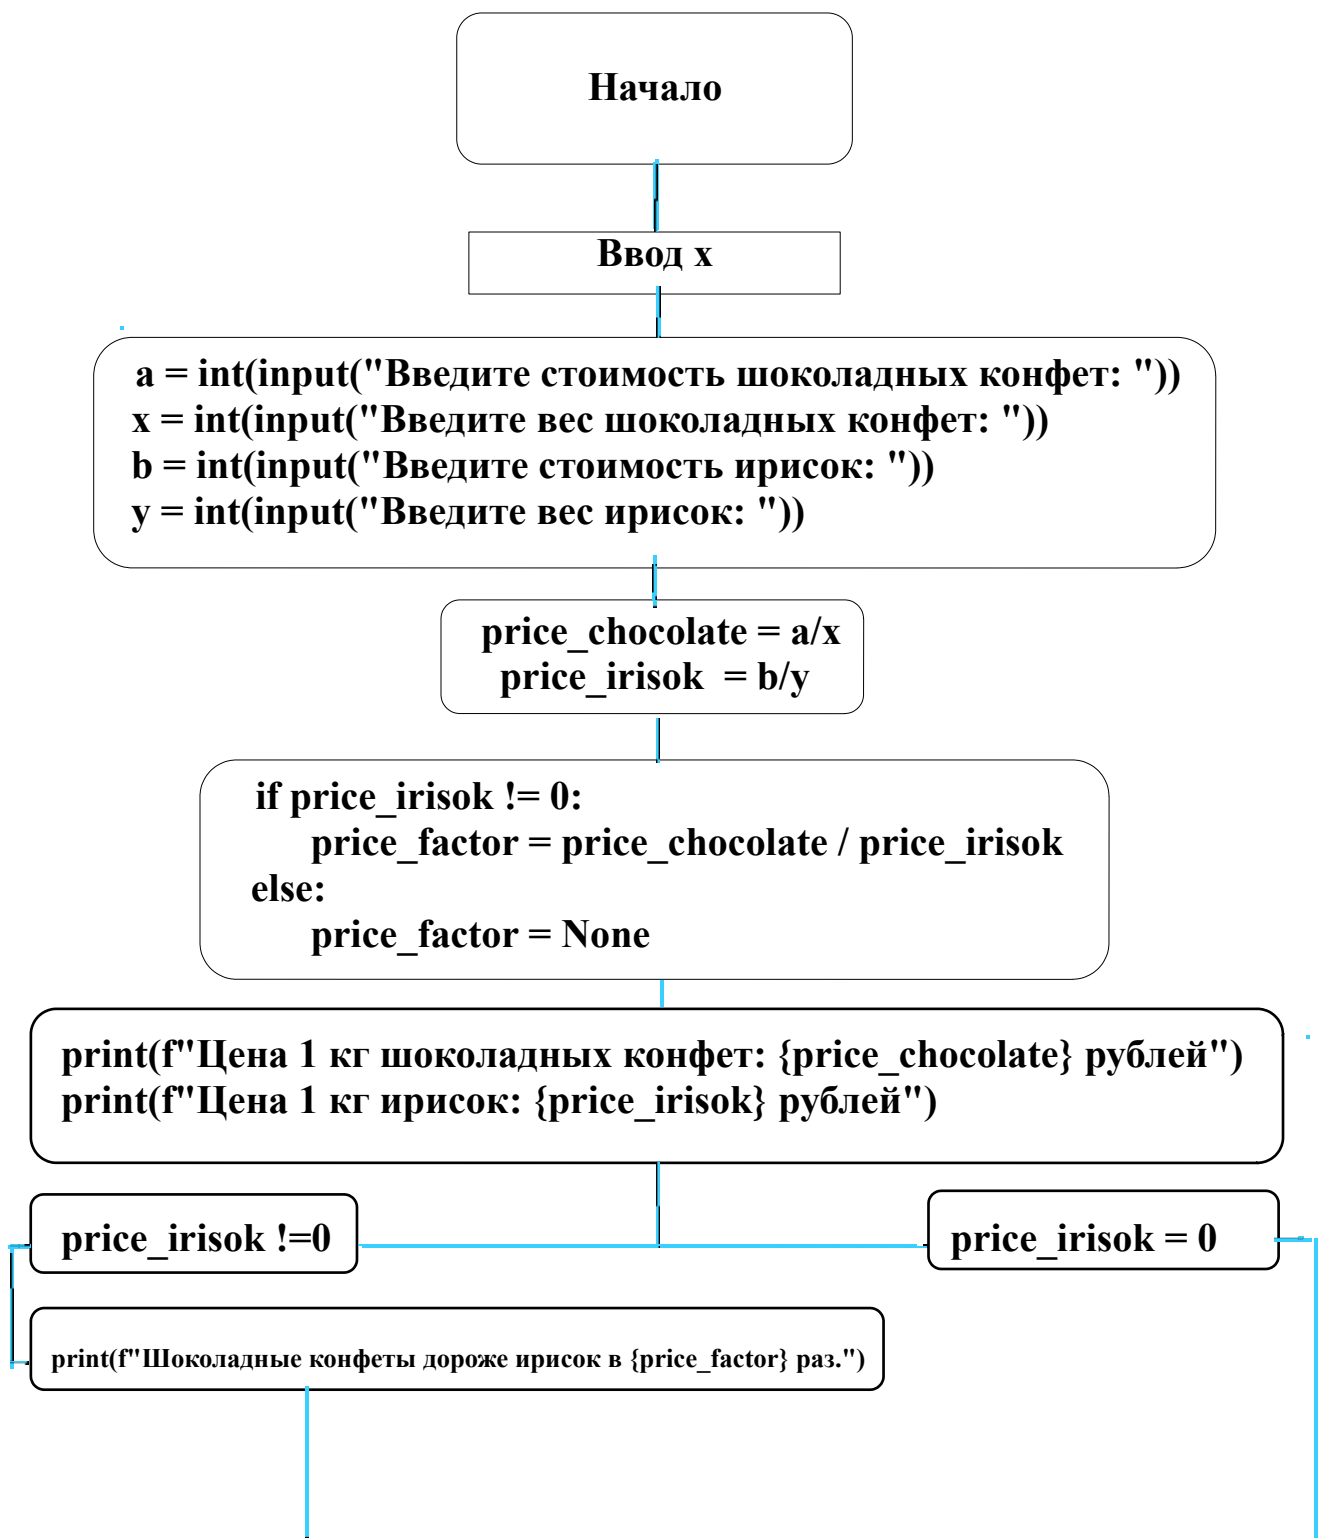 Начало
Ввод x
a = int(input("Введите стоимость шоколадных конфет: "))
x = int(input("Введите вес шоколадных конфет: "))
b = int(input("Введите стоимость ирисок: "))
y = int(input("Введите вес ирисок: "))
price_chocolate = a/x
price_irisok  = b/y
if price_irisok != 0:
    price_factor = price_chocolate / price_irisok
else:
    price_factor = None
print(f"Цена 1 кг шоколадных конфет: {price_chocolate} рублей")
print(f"Цена 1 кг ирисок: {price_irisok} рублей")
price_irisok !=0
price_irisok = 0
print(f"Шоколадные конфеты дороже ирисок в {price_factor} раз.")